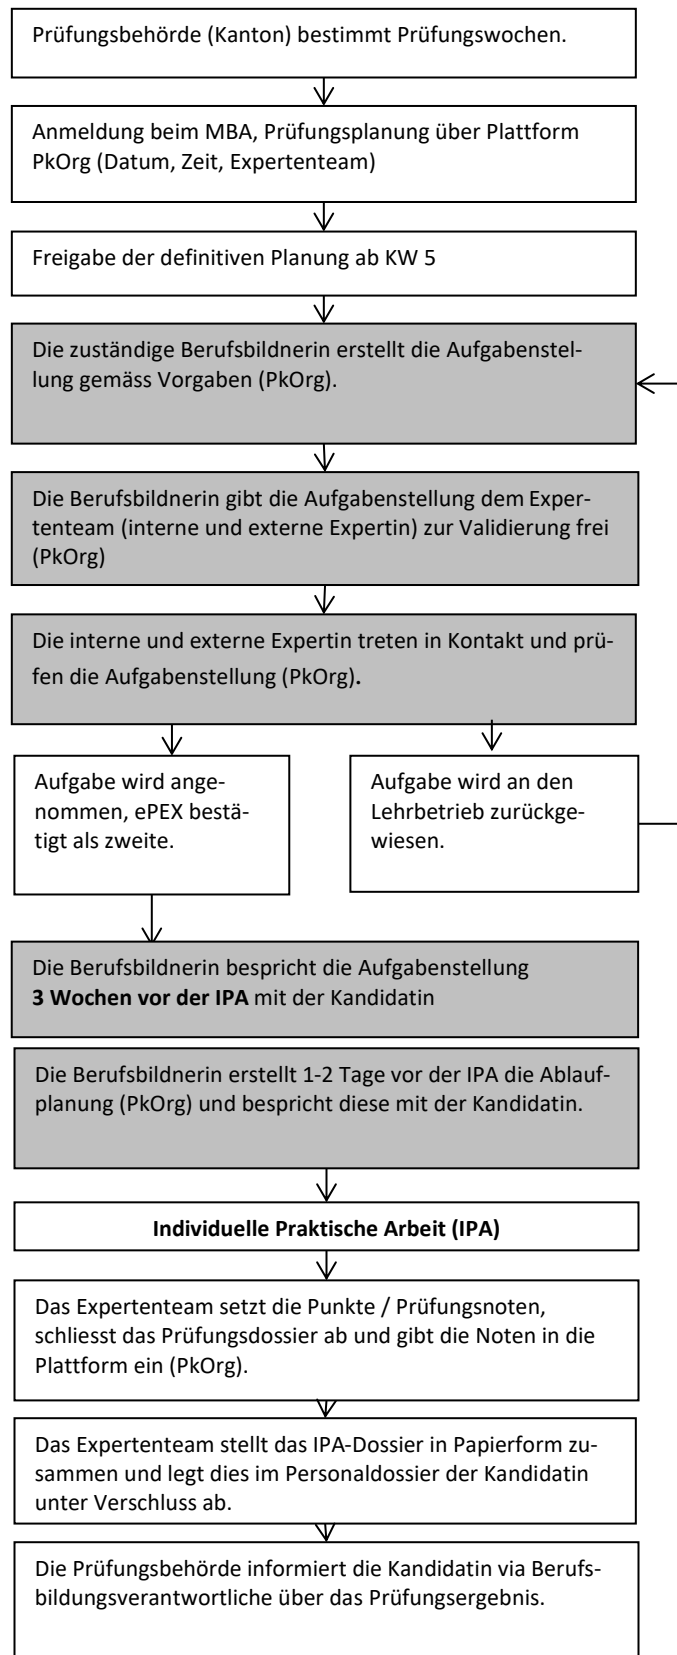 Prüfungsbehörde (Kanton) bestimmt Prüfungswochen.
Anmeldung beim MBA, Prüfungsplanung über Plattform
PkOrg (Datum, Zeit, Expertenteam)
Freigabe der definitiven Planung ab KW 5
Die zuständige Berufsbildnerin erstellt die Aufgabenstel-
lung gemäss Vorgaben (PkOrg).
Die Berufsbildnerin gibt die Aufgabenstellung dem Exper-
tenteam (interne und externe Expertin) zur Validierung frei
(PkOrg)
Die interne und externe Expertin treten in Kontakt und prü-
fen die Aufgabenstellung (PkOrg).
Aufgabe wird ange-
nommen, ePEX bestä-
tigt als zweite.
Aufgabe wird an den
Lehrbetrieb zurückge-
wiesen.
Die Berufsbildnerin bespricht die Aufgabenstellung
3 Wochen vor der IPA mit der Kandidatin
Die Berufsbildnerin erstellt 1-2 Tage vor der IPA die Ablauf-
planung (PkOrg) und bespricht diese mit der Kandidatin.
Individuelle Praktische Arbeit (IPA)
Das Expertenteam setzt die Punkte / Prüfungsnoten,
schliesst das Prüfungsdossier ab und gibt die Noten in die
Plattform ein (PkOrg).
Das Expertenteam stellt das IPA-Dossier in Papierform zu-
sammen und legt dies im Personaldossier der Kandidatin
unter Verschluss ab.
Die Prüfungsbehörde informiert die Kandidatin via Berufs-
bildungsverantwortliche über das Prüfungsergebnis.